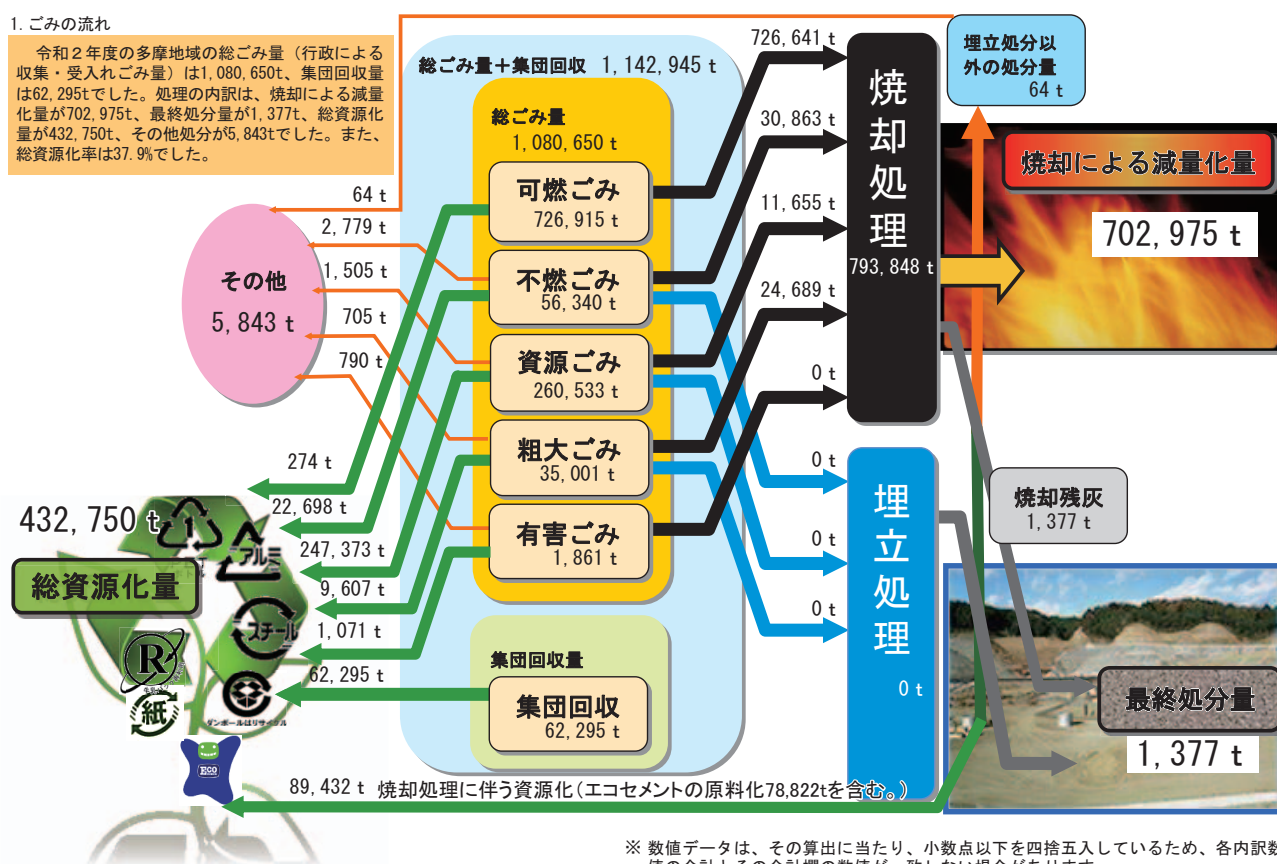 1. ごみの流れ
令和2年度の多摩地域の総ごみ量（行政による
収集・受入れごみ量）は1,080,650t、集団回収量
は62,295tでした。処理の内訳は、焼却による減量
化量が702,975t、最終処分量が1,377t、総資源化
量が432,750t、その他処分が5,843tでした。また、
総資源化率は37.9%でした。
総ごみ量＋集団回収 1,142,945 t
総ごみ量
1,080,650 t
可燃ごみ
726,915 t
不燃ごみ
56,340 t
資源ごみ
260,533 t
粗大ごみ
35,001 t
有害ごみ
1,861 t
集団回収量
集団回収
62,295 t
その他
5,843 t
64 t
2,779 t
1,505 t
705 t
790 t
274 t
22,698 t
247,373 t
9,607 t
1,071 t
62,295 t
432,750 t
総資源化量
1
アルミ
スチール
R
紙
ダンボールはリサイクル
ECO
89,432 t 焼却処理に伴う資源化（エコセメントの原料化78,822tを含む。）
726,641 t
30,863 t
11,655 t
24,689 t
0 t
焼却処理
793,848 t
0 t
0 t
0 t
埋立処理
0 t
埋立処分以
外の処分量
64 t
焼却による減量化量
702,975 t
焼却残灰
1,377 t
最終処分量
1,377 t
※ 数値データは、その算出に当たり、小数点以下を四捨五入しているため、各内訳数